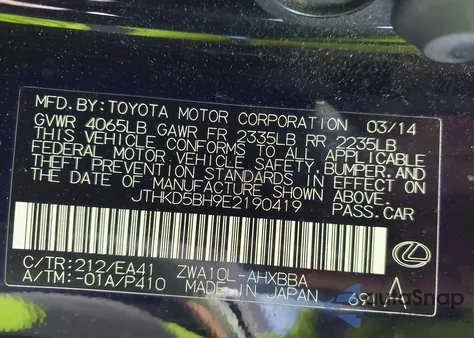 MFD. BY: TOYOTA MOTOR CORPORATION 03/14
GVWR 4065LB GAWR FR 2335LB RR 2235LB
THIS VEHICLE CONFORMS TO ALL APPLICABLE
FEDERAL MOTOR VEHICLE SAFETY, BUMPER, AND
THEFT PREVENTION STANDARDS IN EFFECT ON
THE DATE OF MANUFACTURE SHOWN ABOVE.
JTHKD5BH9E2190419 PASS. CAR
C/TR: 212/EA41 ZWA10L-AHXBBA
A/TM: -01A/P410 MADE IN JAPAN 690 A
autoSnap